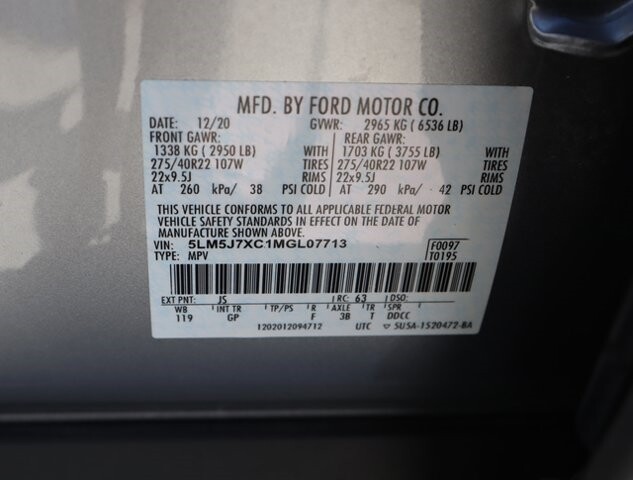 MFD. BY FORD MOTOR CO.
DATE: 12/20 GVWR: 2965 KG ( 6536 LB)
FRONT GAWR: REAR GAWR:
1338 KG ( 2950 LB) WITH 1703 KG ( 3755 LB) WITH
275/40R22 107W TIRES 275/40R22 107W TIRES
22x9.5J RIMS 22x9.5J RIMS
AT 260 kPa/ 38 PSI COLD AT 290 kPa/ 42 PSI COLD
THIS VEHICLE CONFORMS TO ALL APPLICABLE FEDERAL MOTOR
VEHICLE SAFETY STANDARDS IN EFFECT ON THE DATE OF
MANUFACTURE SHOWN ABOVE.
VIN: 5LM5J7XC1MGL07713 F0097
TYPE: MPV T0195
EXT PNT: JS RC: 63 DSO:
WB INT TR TP/PS R AXLE TR SPR
119 GP F 3B T DDCC
1202012094712 UTC ▽ 5U5A-1520472-BA